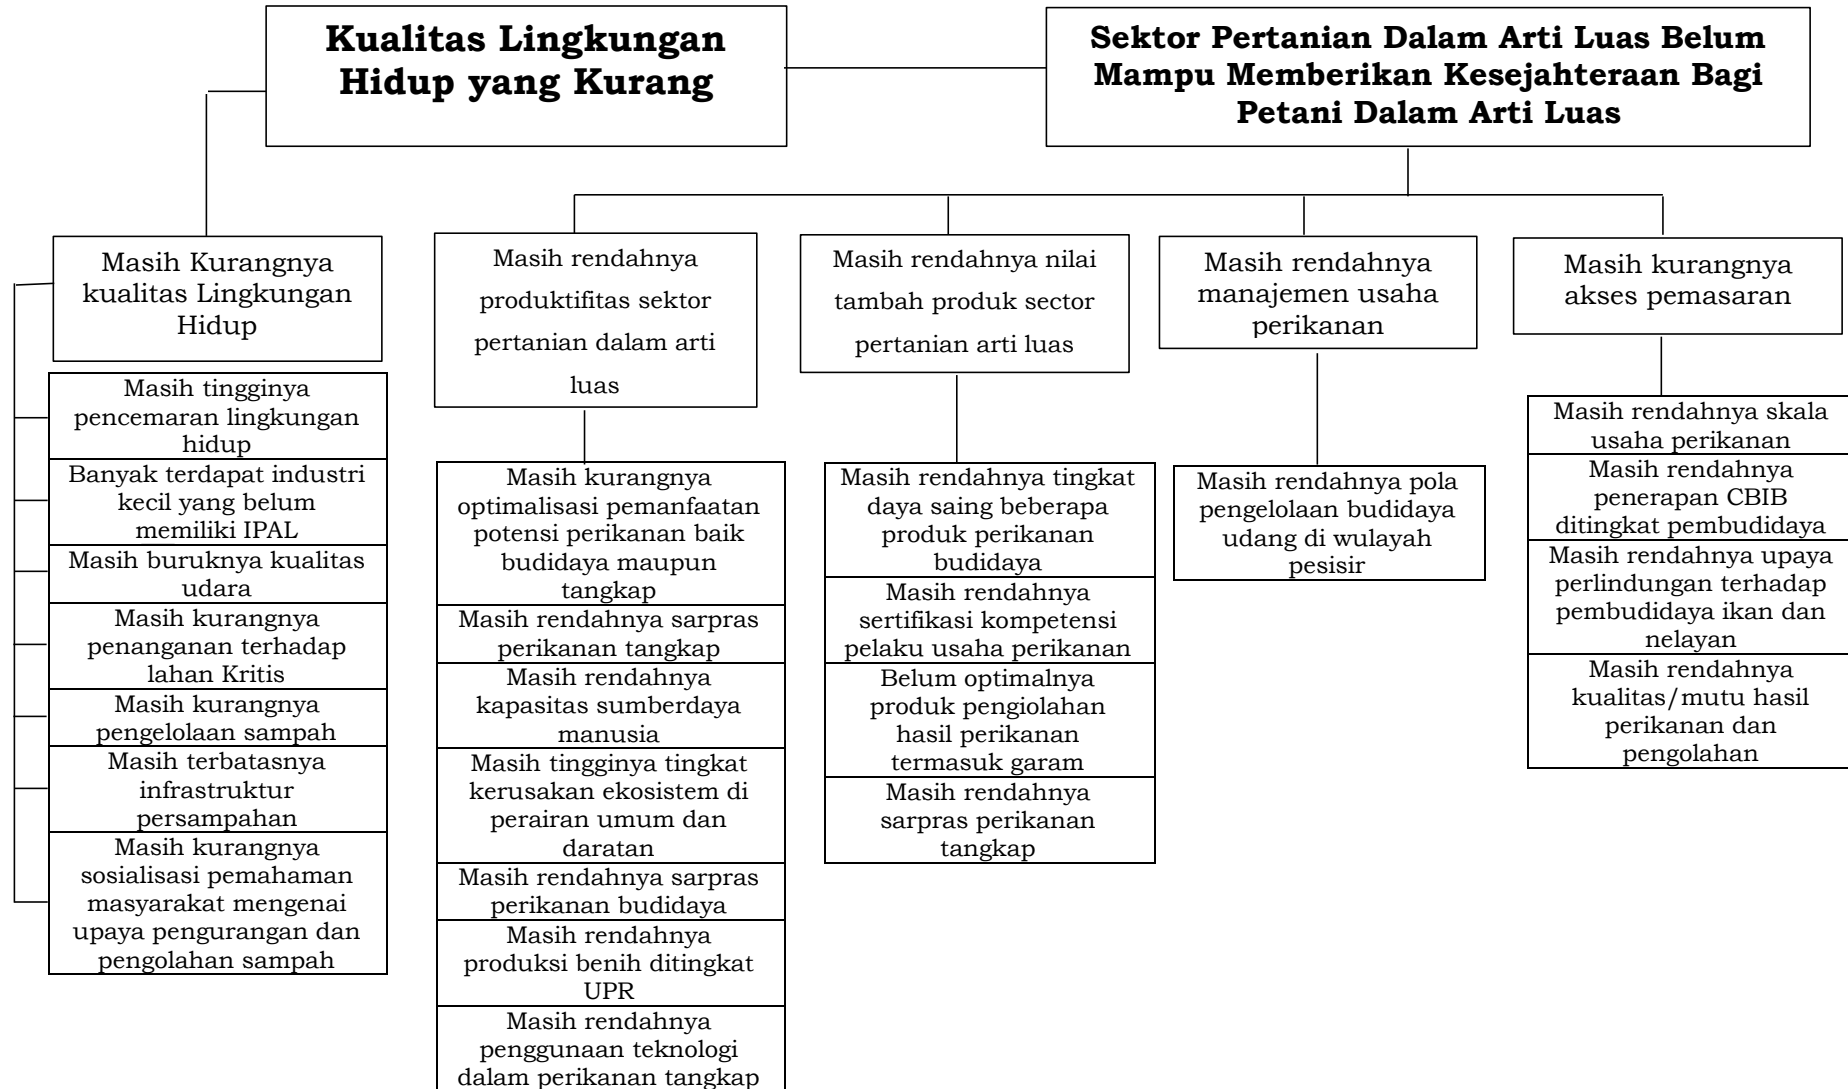 Kualitas Lingkungan
Hidup yang Kurang
Sektor Pertanian Dalam Arti Luas Belum
Mampu Memberikan Kesejahteraan Bagi
Petani Dalam Arti Luas
Masih Kurangnya
kualitas Lingkungan
Hidup
Masih tingginya
pencemaran lingkungan
hidup
Banyak terdapat industri
kecil yang belum
memiliki IPAL
Masih buruknya kualitas
udara
Masih kurangnya
penanganan terhadap
lahan Kritis
Masih kurangnya
pengelolaan sampah
Masih terbatasnya
infrastruktur
persampahan
Masih kurangnya
sosialisasi pemahaman
masyarakat mengenai
upaya pengurangan dan
pengolahan sampah
Masih rendahnya
produktifitas sektor
pertanian dalam arti
luas
Masih kurangnya
optimalisasi pemanfaatan
potensi perikanan baik
budidaya maupun
tangkap
Masih rendahnya sarpras
perikanan tangkap
Masih rendahnya
kapasitas sumberdaya
manusia
Masih tingginya tingkat
kerusakan ekosistem di
perairan umum dan
daratan
Masih rendahnya sarpras
perikanan budidaya
Masih rendahnya
produksi benih ditingkat
UPR
Masih rendahnya
penggunaan teknologi
dalam perikanan tangkap
Masih rendahnya nilai
tambah produk sector
pertanian arti luas
Masih rendahnya tingkat
daya saing beberapa
produk perikanan
budidaya
Masih rendahnya
sertifikasi kompetensi
pelaku usaha perikanan
Belum optimalnya
produk pengiolahan
hasil perikanan
termasuk garam
Masih rendahnya
sarpras perikanan
tangkap
Masih rendahnya
manajemen usaha
perikanan
Masih rendahnya pola
pengelolaan budidaya
udang di wulayah
pesisir
Masih kurangnya
akses pemasaran
Masih rendahnya skala
usaha perikanan
Masih rendahnya
penerapan CBIB
ditingkat pembudidaya
Masih rendahnya upaya
perlindungan terhadap
pembudidaya ikan dan
nelayan
Masih rendahnya
kualitas/mutu hasil
perikanan dan
pengolahan